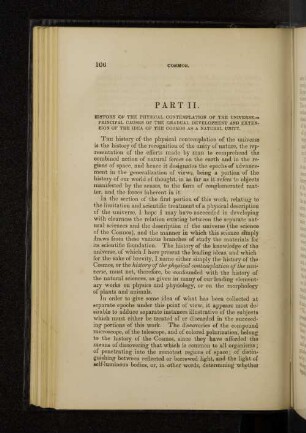 106 COSMOS.
PART II.
HISTORY OF THE PHYSICAL CONTEMPLATION OF THE UNIVERSE.—
PRINCIPAL CAUSES OF THE GRADUAL DEVELOPMENT AND EXTEN-
SION OF THE IDEA OF THE COSMOS AS A NATURAL WHOLE.
THE history of the physical contemplation of the universe
is the history of the recognition of the unity of nature, the rep-
resentation of the efforts made by man to comprehend the
combined action of natural forces on the earth and in the re-
gions of space, and hence it designates the epochs of advance-
ment in the generalization of views, being a portion of the
history of our world of thought, in so far as it refers to objects
manifested by the senses, to the form of conglomerated mat-
ter, and the forces inherent in it.
In the section of the first portion of this work, relating to
the limitation and scientific treatment of a physical description
of the universe, I hope I may have succeeded in developing
with clearness the relation existing between the separate nat-
ural sciences and the description of the universe (the science
of the Cosmos), and the manner in which this science simply
draws from these various branches of study the materials for
its scientific foundation. The history of the knowledge of the
universe, of which I here present the leading ideas, and which
for the sake of brevity, I name either simply the history of the
Cosmos, or the history of the physical contemplation of the uni-
verse, must not, therefore, be confounded with the history of
the natural sciences, as given in many of our leading element-
ary works on physics and physiology, or on the morphology
of plants and animals.
In order to give some idea of what has been collected at
separate epochs under this point of view, it appears most de-
sirable to adduce separate instances illustrative of the subjects
which must either be treated of or discarded in the succeed-
ing portions of this work. The discoveries of the compound
microscope, of the telescope, and of colored polarization, belong
to the history of the Cosmos, since they have afforded the
means of discovering that which is common to all organisms;
of penetrating into the remotest regions of space; of distin-
guishing between reflected or borrowed light, and the light of
self-luminous bodies, or, in other words, determining whether